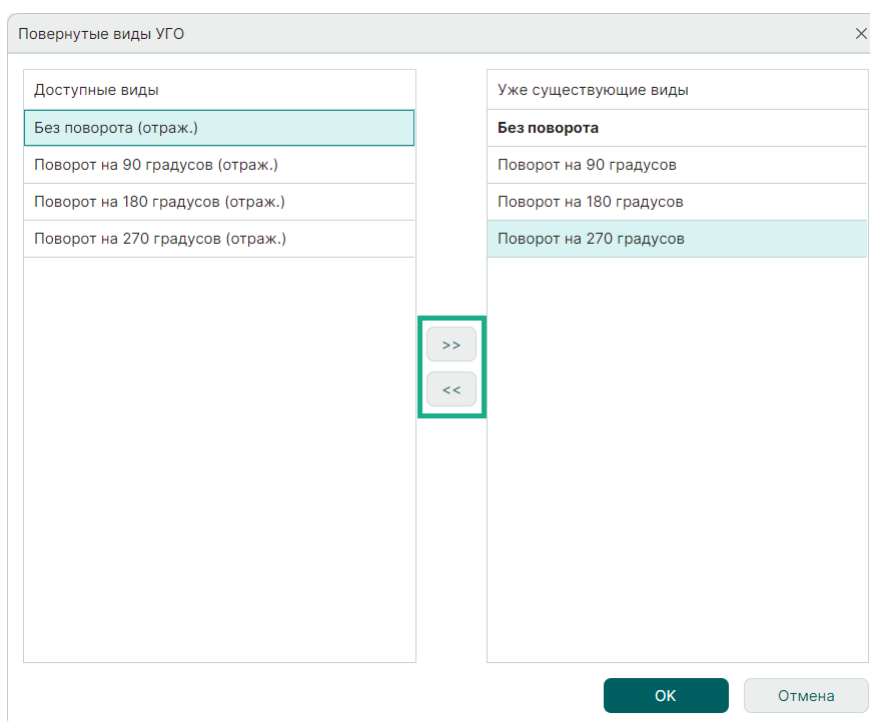 Повернутые виды УГО
Доступные виды
Без поворота (отраж.)
Поворот на 90 градусов (отраж.)
Поворот на 180 градусов (отраж.)
Поворот на 270 градусов (отраж.)
>>
<<
Уже существующие виды
Без поворота
Поворот на 90 градусов
Поворот на 180 градусов
Поворот на 270 градусов
ОК
Отмена